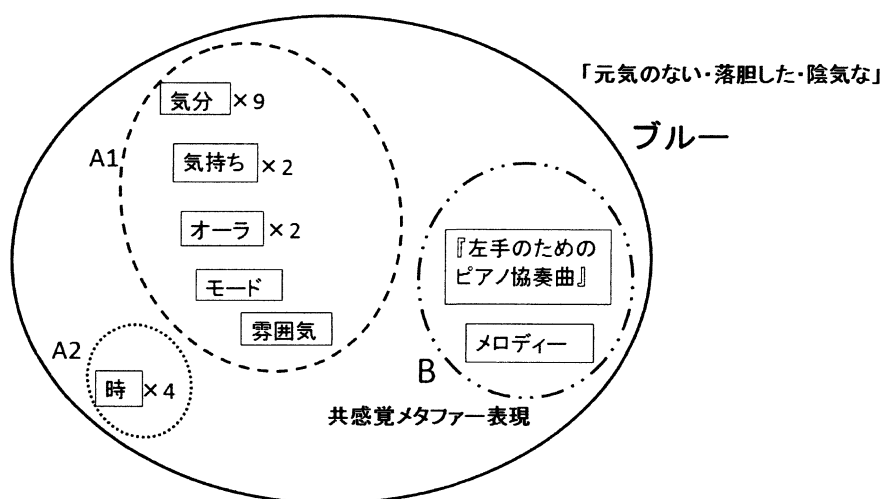 「元気のない・落胆した・陰気な」
ブルー
気分×9
A1
気持ち×2
オーラ×2
モード
雰囲気
A2
時×4
『左手のための
ピアノ協奏曲』
メロディー
B
共感覚メタファー表現